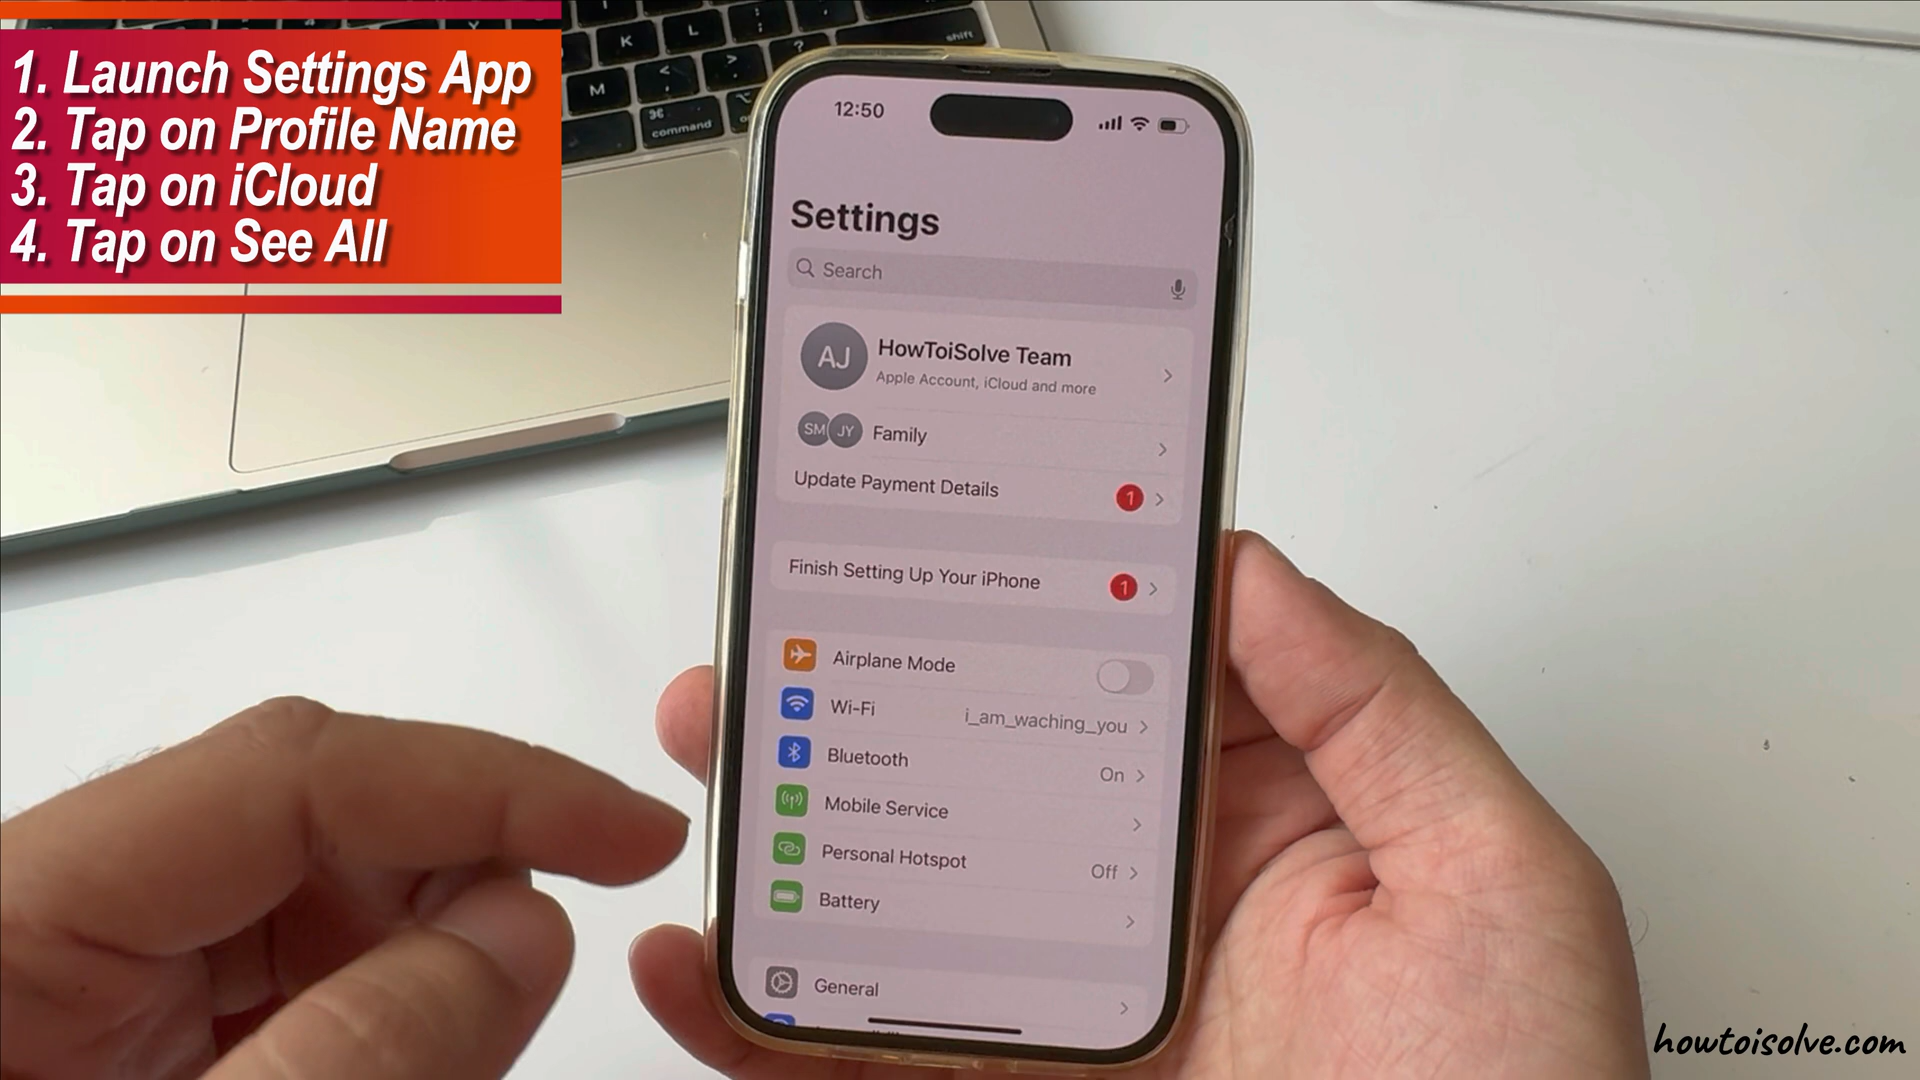 1. Launch Settings App
2. Tap on Profile Name
3. Tap on iCloud
4. Tap on See All
K
L
:
;
?
shift
M
<
,
>
.
⌘
command
12:50
Settings
Search
AJ
HowToiSolve Team
Apple Account, iCloud and more
SM
JY
Family
Update Payment Details
1
Finish Setting Up Your iPhone
1
Airplane Mode
Wi-Fi
i_am_waching_you
Bluetooth
On
Mobile Service
Personal Hotspot
Off
Battery
General
howtoisolve.com